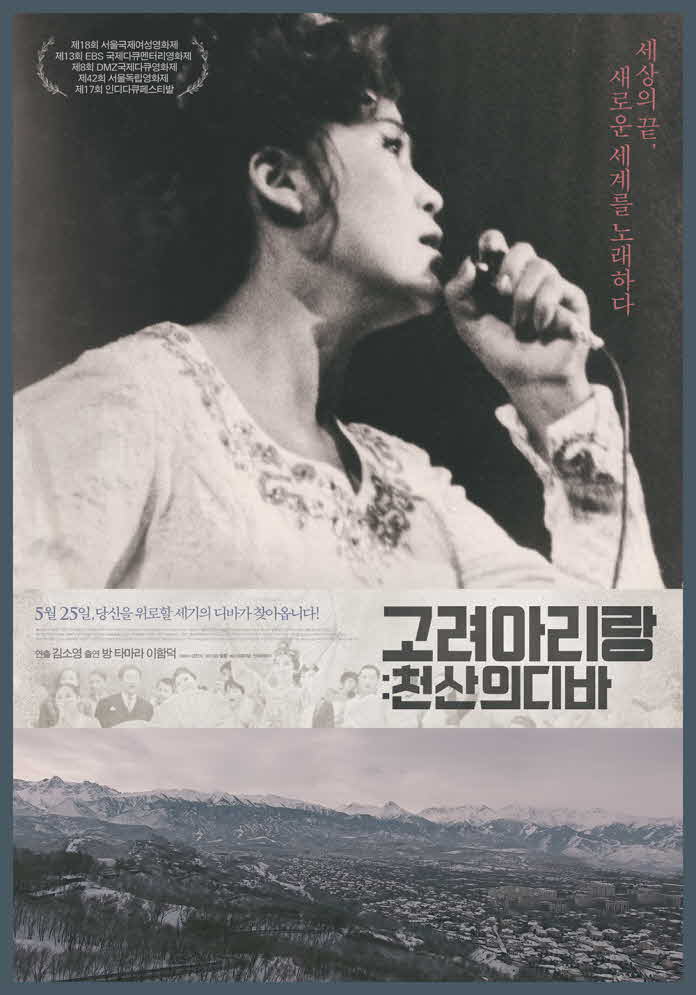 제18회 서울국제여성영화제
제13회 EBS 국제다큐멘터리영화제
제8회 DMZ국제다큐영화제
제42회 서울독립영화제
제17회 인디다큐페스티발
세상의 끝,
새로운 세계를 노래하다
5월 25일, 당신을 위로할 세기의 디바가 찾아옵니다!
연출 김소영 출연 방 타마라 이함덕
고려아리랑
:천산의디바